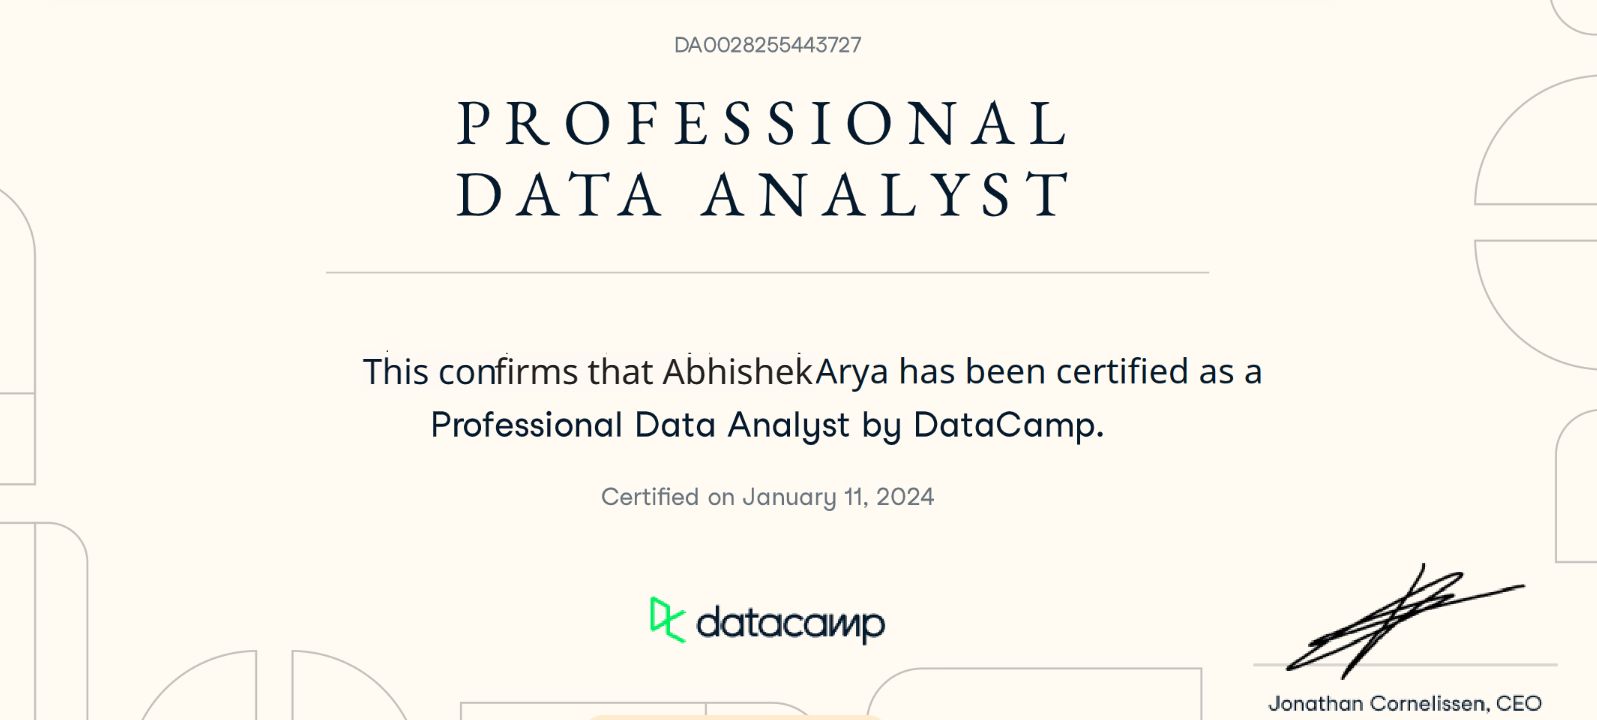 DA0028255443727
PROFESSIONAL
DATA ANALYST
This confirms that AbhishekArya has been certified as a
Professional Data Analyst by DataCamp.
Certified on January 11, 2024
datacamp
Jonathan Cornelissen, CEO